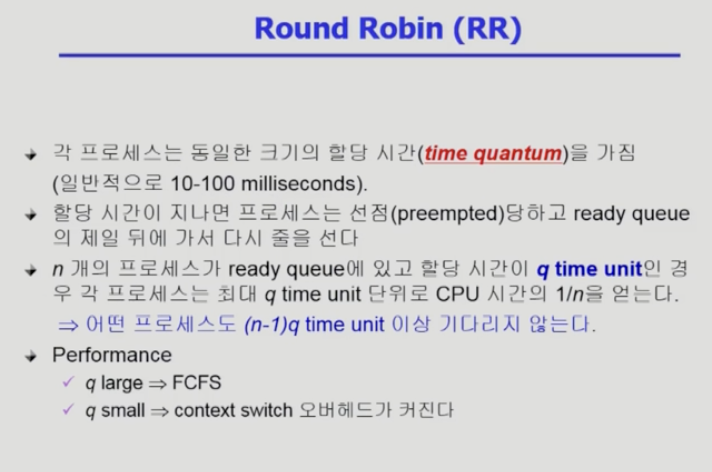 Round Robin (RR)
각 프로세스는 동일한 크기의 할당 시간(time quantum)을 가짐
(일반적으로 10-100 milliseconds).
할당 시간이 지나면 프로세스는 선점(preempted)당하고 ready queue
의 제일 뒤에 가서 다시 줄을 선다
n 개의 프로세스가 ready queue에 있고 할당 시간이 q time unit인 경
우 각 프로세스는 최대 q time unit 단위로 CPU 시간의 1/n을 얻는다.
⇒ 어떤 프로세스도 (n-1)q time unit 이상 기다리지 않는다.
Performance
✓ q large ⇒ FCFS
✓ q small ⇒ context switch 오버헤드가 커진다